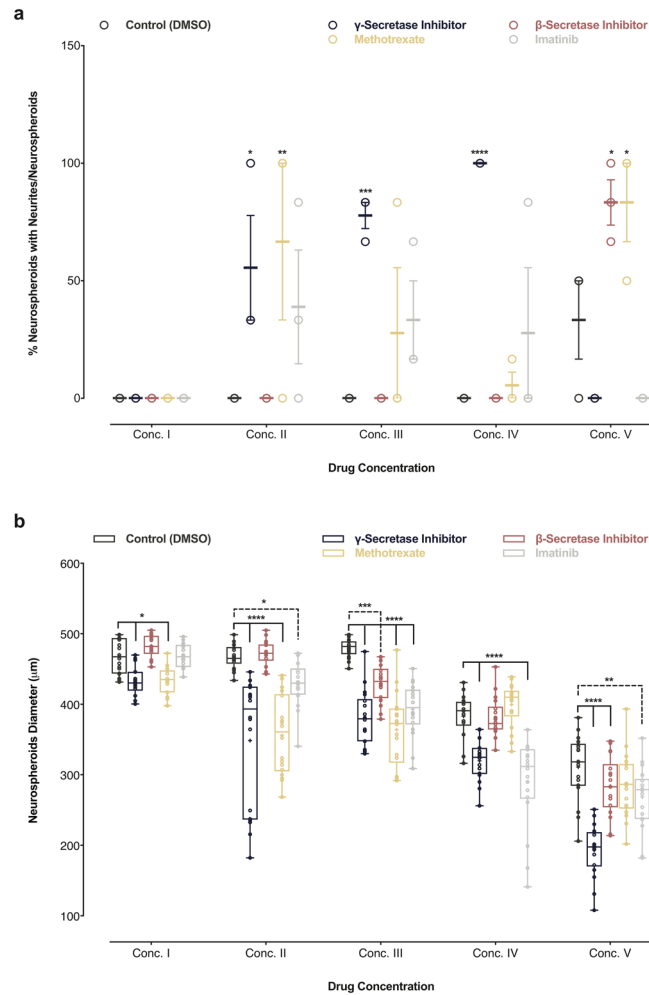 a
Control (DMSO)
γ-Secretase Inhibitor
β-Secretase Inhibitor
Methotrexate
Imatinib
% Neurospheroids with Neurites/Neurospheroids
150
100
50
0
* ** *** **** * *
Conc. I Conc. II Conc. III Conc. IV Conc. V
Drug Concentration
b
Control (DMSO)
γ-Secretase Inhibitor
β-Secretase Inhibitor
Methotrexate
Imatinib
Neurospheroids Diameter (μm)
600
500
400
300
200
100
*
*
****
***
****
****
**
****
Conc. I Conc. II Conc. III Conc. IV Conc. V
Drug Concentration